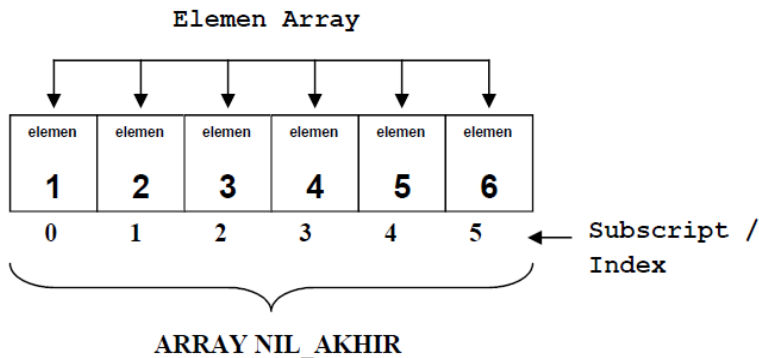 Elemen Array
elemen elemen elemen elemen elemen elemen
1 2 3 4 5 6
0 1 2 3 4 5
Subscript /
Index
ARRAY NIL_AKHIR